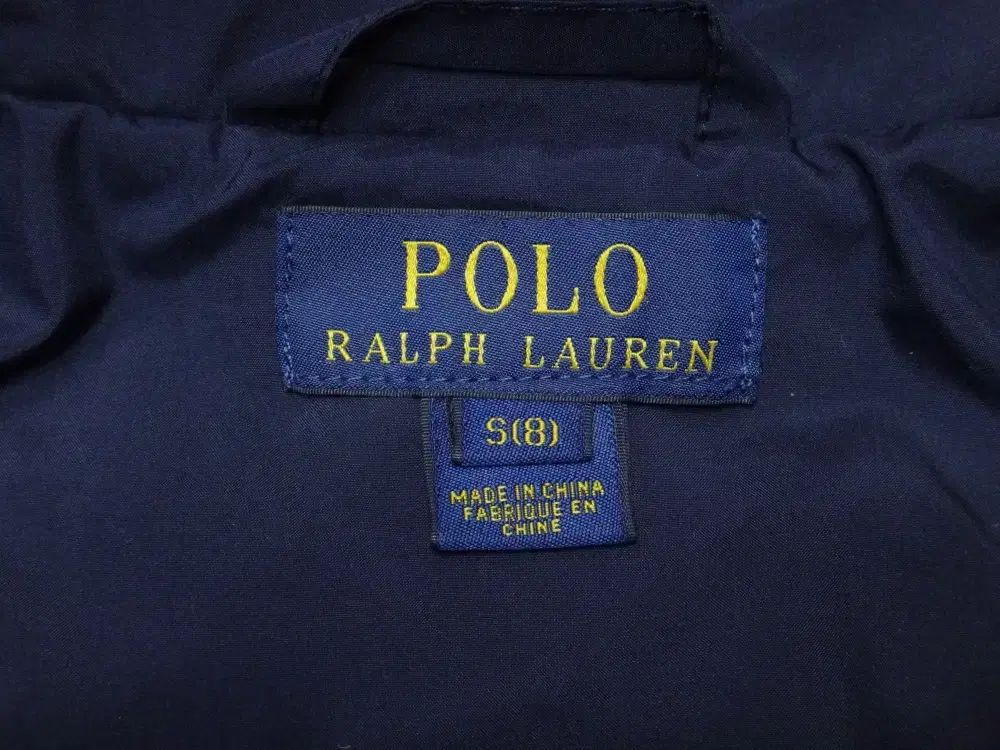 POLO
RALPH LAUREN
S(8)
MADE IN CHINA
FABRIQUE EN
CHINE